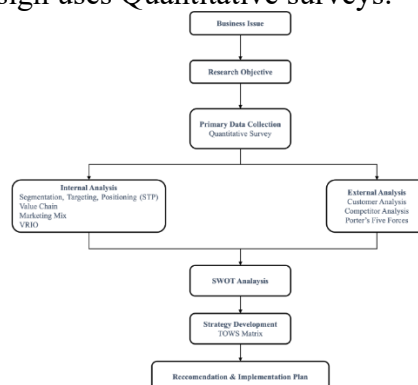 sign uses Quantitative surveys.
Business Issue
Research Objective
Primary Data Collection
Quantitative Survey
Internal Analysis
Segmentation, Targeting, Positioning (STP)
Value Chain
Marketing Mix
VRIO
External Analysis
Customer Analysis
Competitor Analysis
Porter's Five Forces
SWOT Analaysis
Strategy Development
TOWS Matrix
Reccomendation & Implementation Plan